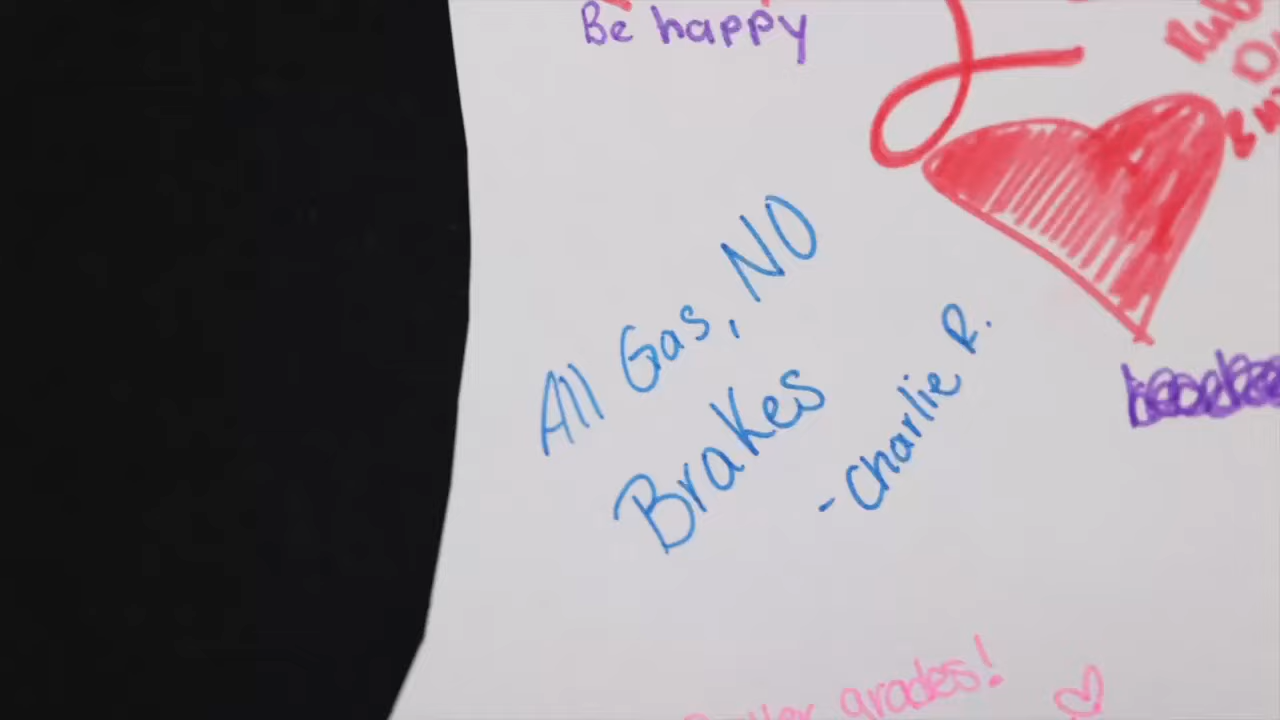 Be happy
All Gas, NO
Brakes
- Charlie R.
grades!